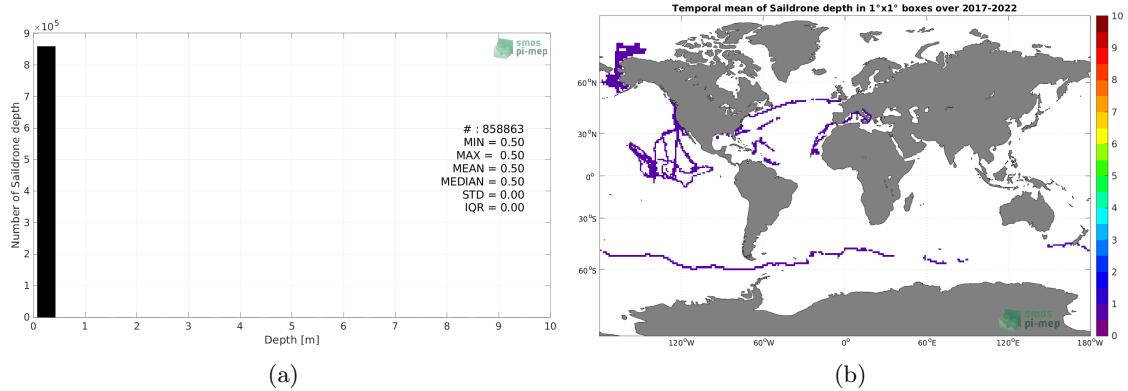 ×10⁵
9
8
7
6
5
4
3
2
1
0
Number of Saildrone depth
smos
pi-mep
# : 858863
MIN = 0.50
MAX = 0.50
MEAN = 0.50
MEDIAN = 0.50
STD = 0.00
IQR = 0.00
0 1 2 3 4 5 6 7 8 9 10
Depth [m]
(a)
Temporal mean of Saildrone depth in 1°x1° boxes over 2017-2022
60°N
30°N
0°
30°S
60°S
smos
pi-mep
120°W 60°W 0° 60°E 120°E 180°W
10
9
8
7
6
5
4
3
2
1
0
(b)